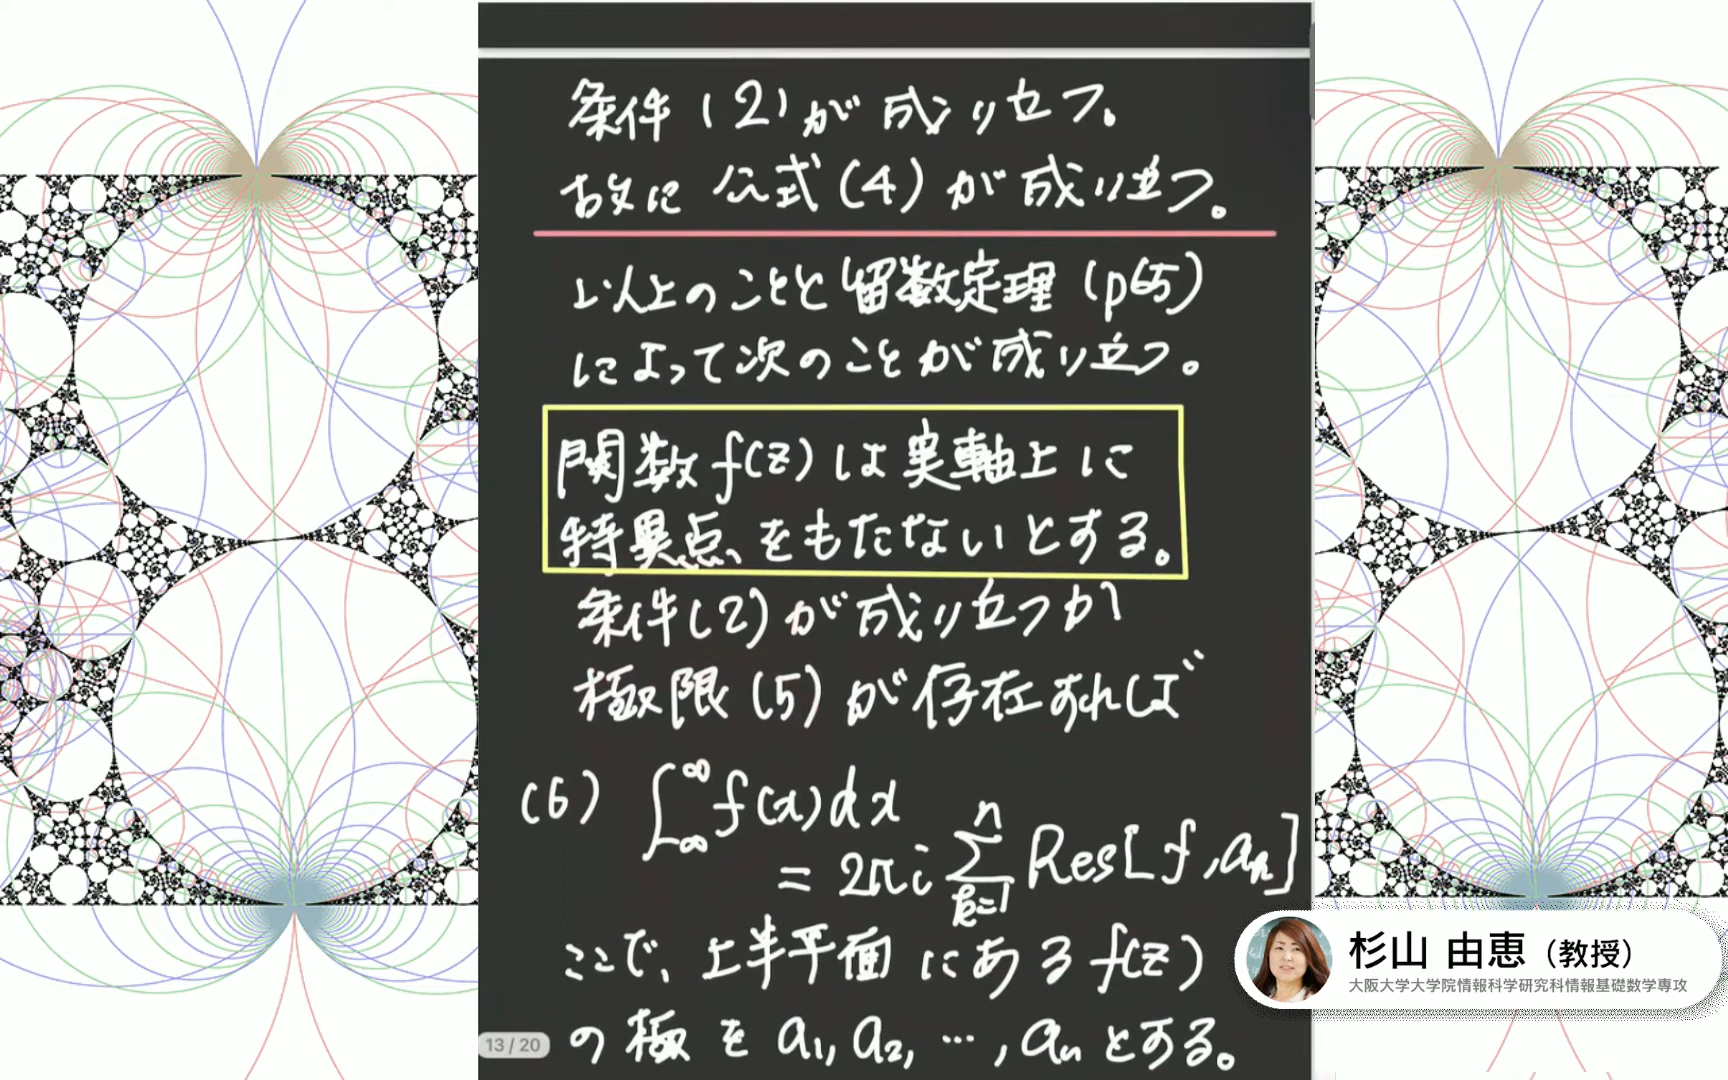 条件(2)が成り立つ。
故に 公式(4)が成り立つ。
以上のことと留数定理(p65)
によって次のことが成り立つ。
関数f(z)は実軸上に
特異点をもたないとする。
条件(2)が成り立つか
極限(5)が存在すれば
(6) ∫_{-∞}^{∞} f(x)dx
= 2πi Σ_{k=1}^{n} Res[f, a_k]
ここで、上半平面にあるf(z)
の極を a₁, a₂, …, aₙ とする。
13 / 20
杉山 由恵（教授）
大阪大学大学院情報科学研究科情報基礎数学専攻